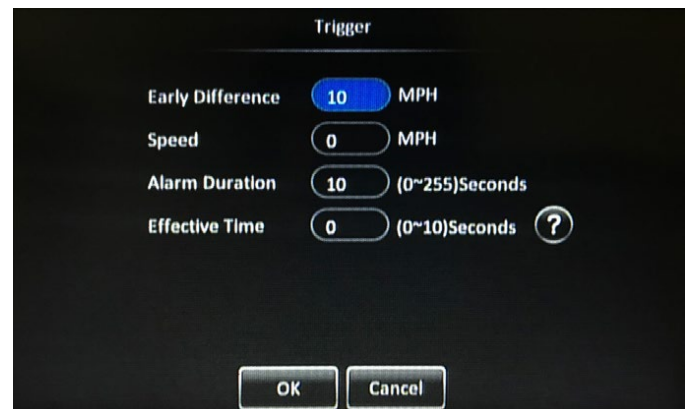 Trigger
Early Difference 10 MPH
Speed 0 MPH
Alarm Duration 10 (0~255)Seconds
Effective Time 0 (0~10)Seconds ?
OK Cancel